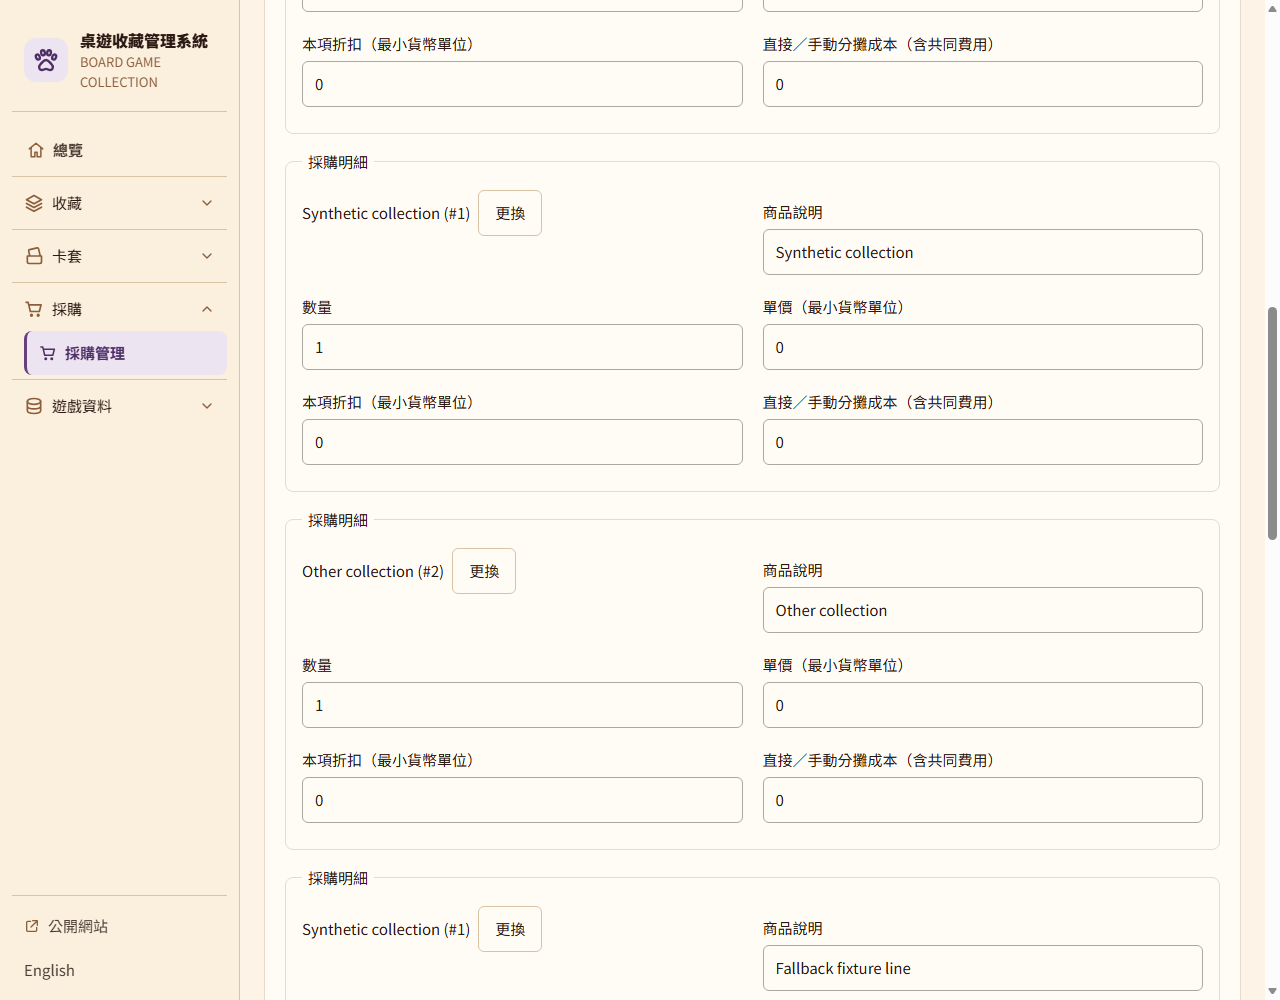 桌遊收藏管理系統
BOARD GAME
COLLECTION
總覽
收藏
卡套
採購
採購管理
遊戲資料
公開網站
English
本項折扣（最小貨幣單位）
直接／手動分攤成本（含共同費用）
0
0
採購明細
Synthetic collection (#1)
更換
商品說明
Synthetic collection
數量
單價（最小貨幣單位）
1
0
本項折扣（最小貨幣單位）
直接／手動分攤成本（含共同費用）
0
0
採購明細
Other collection (#2)
更換
商品說明
Other collection
數量
單價（最小貨幣單位）
1
0
本項折扣（最小貨幣單位）
直接／手動分攤成本（含共同費用）
0
0
採購明細
Synthetic collection (#1)
更換
商品說明
Fallback fixture line